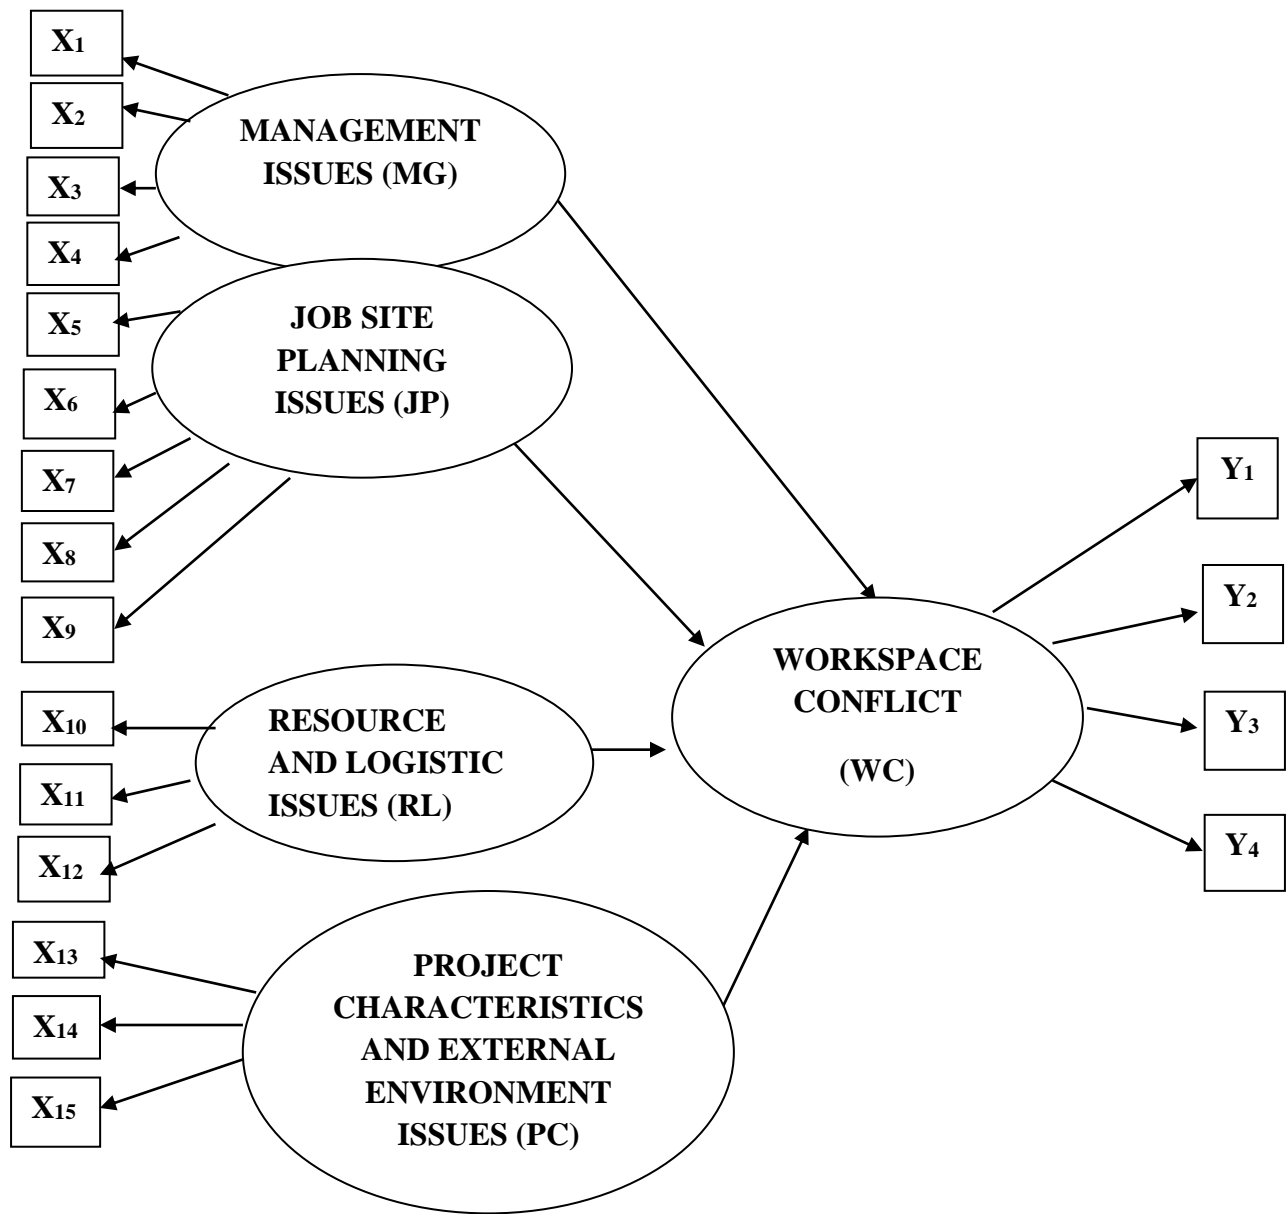 X1
X2
X3
X4
X5
X6
X7
X8
X9
X10
X11
X12
X13
X14
X15
MANAGEMENT
ISSUES (MG)
JOB SITE
PLANNING
ISSUES (JP)
RESOURCE
AND LOGISTIC
ISSUES (RL)
PROJECT
CHARACTERISTICS
AND EXTERNAL
ENVIRONMENT
ISSUES (PC)
WORKSPACE
CONFLICT
(WC)
Y1
Y2
Y3
Y4